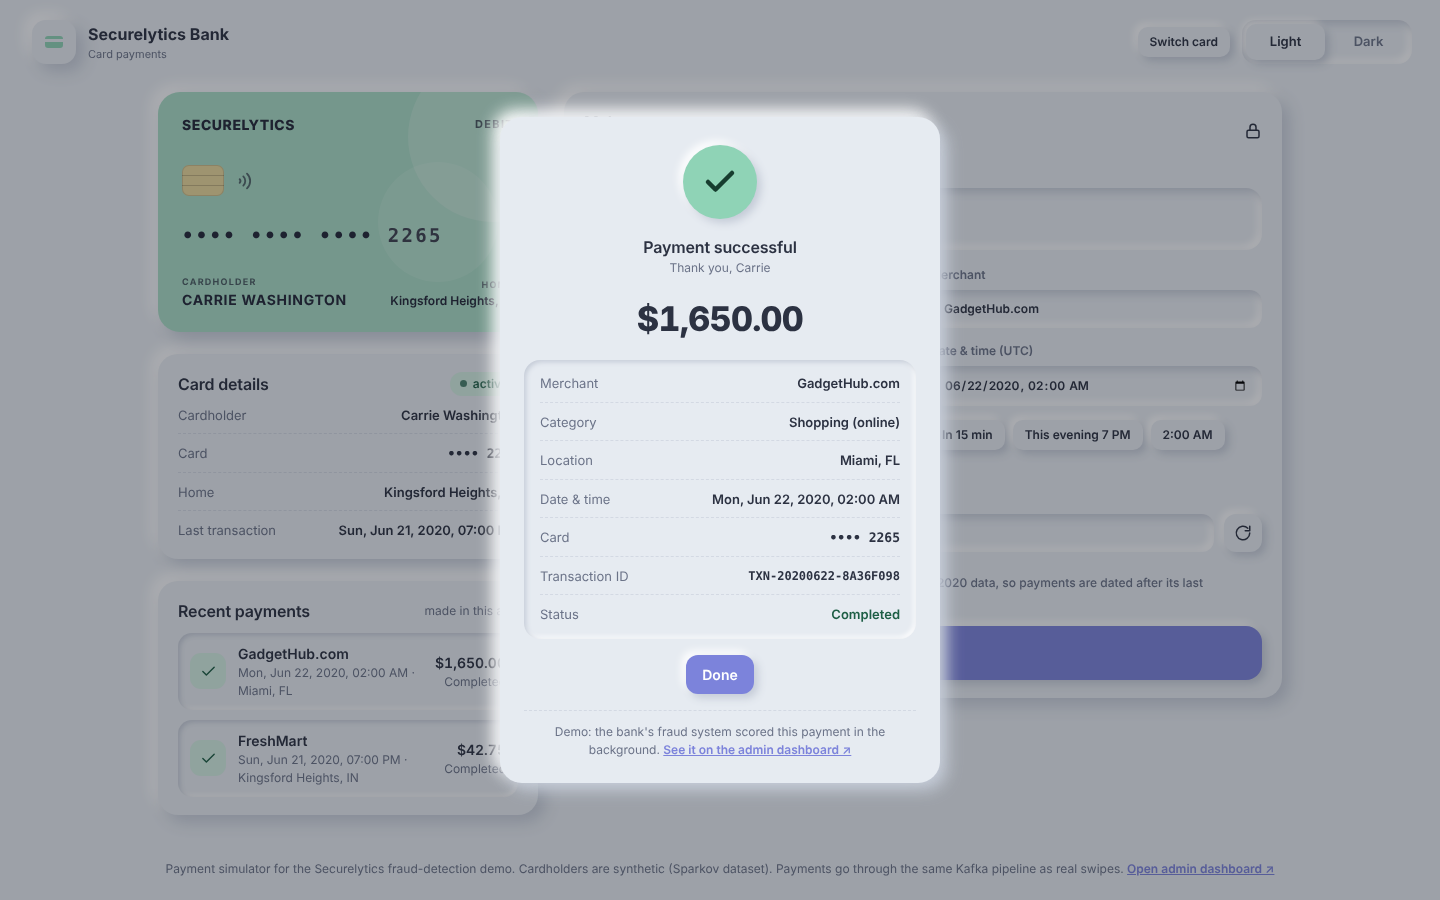 Securelytics Bank
Card payments
Switch card
Light
Dark
SECURELYTICS
•••• •••• •••• 2265
CARDHOLDER
CARRIE WASHINGTON
Kingsford Heights,
Card details
Cardholder
Card
•••• 
Home
Kingsford Heights,
Last transaction
Sun, Jun 21, 2020, 07:00
Recent payments
made in this
GadgetHub.com
Mon, Jun 22, 2020, 02:00 AM ·
Miami, FL
$1,650.00
FreshMart
Sun, Jun 21, 2020, 07:00 PM ·
Kingsford Heights, IN
Payment successful
Thank you, Carrie
$1,650.00
Merchant
GadgetHub.com
Category
Shopping (online)
Location
Miami, FL
Date & time
Mon, Jun 22, 2020, 02:00 AM
Card
•••• 2265
Transaction ID
TXN-20200622-8A36F098
Status
Completed
Done
Demo: the bank's fraud system scored this payment in the
background. See it on the admin dashboard ↗
GadgetHub.com
& time (UTC)
06/22/2020, 02:00 AM
In 15 min
This evening 7 PM
2:00 AM
2020 data, so payments are dated after its last
Payment simulator for the Securelytics fraud-detection demo. Cardholders are synthetic (Sparkov dataset). Payments go through the same Kafka pipeline as real swipes. Open admin dashboard ↗